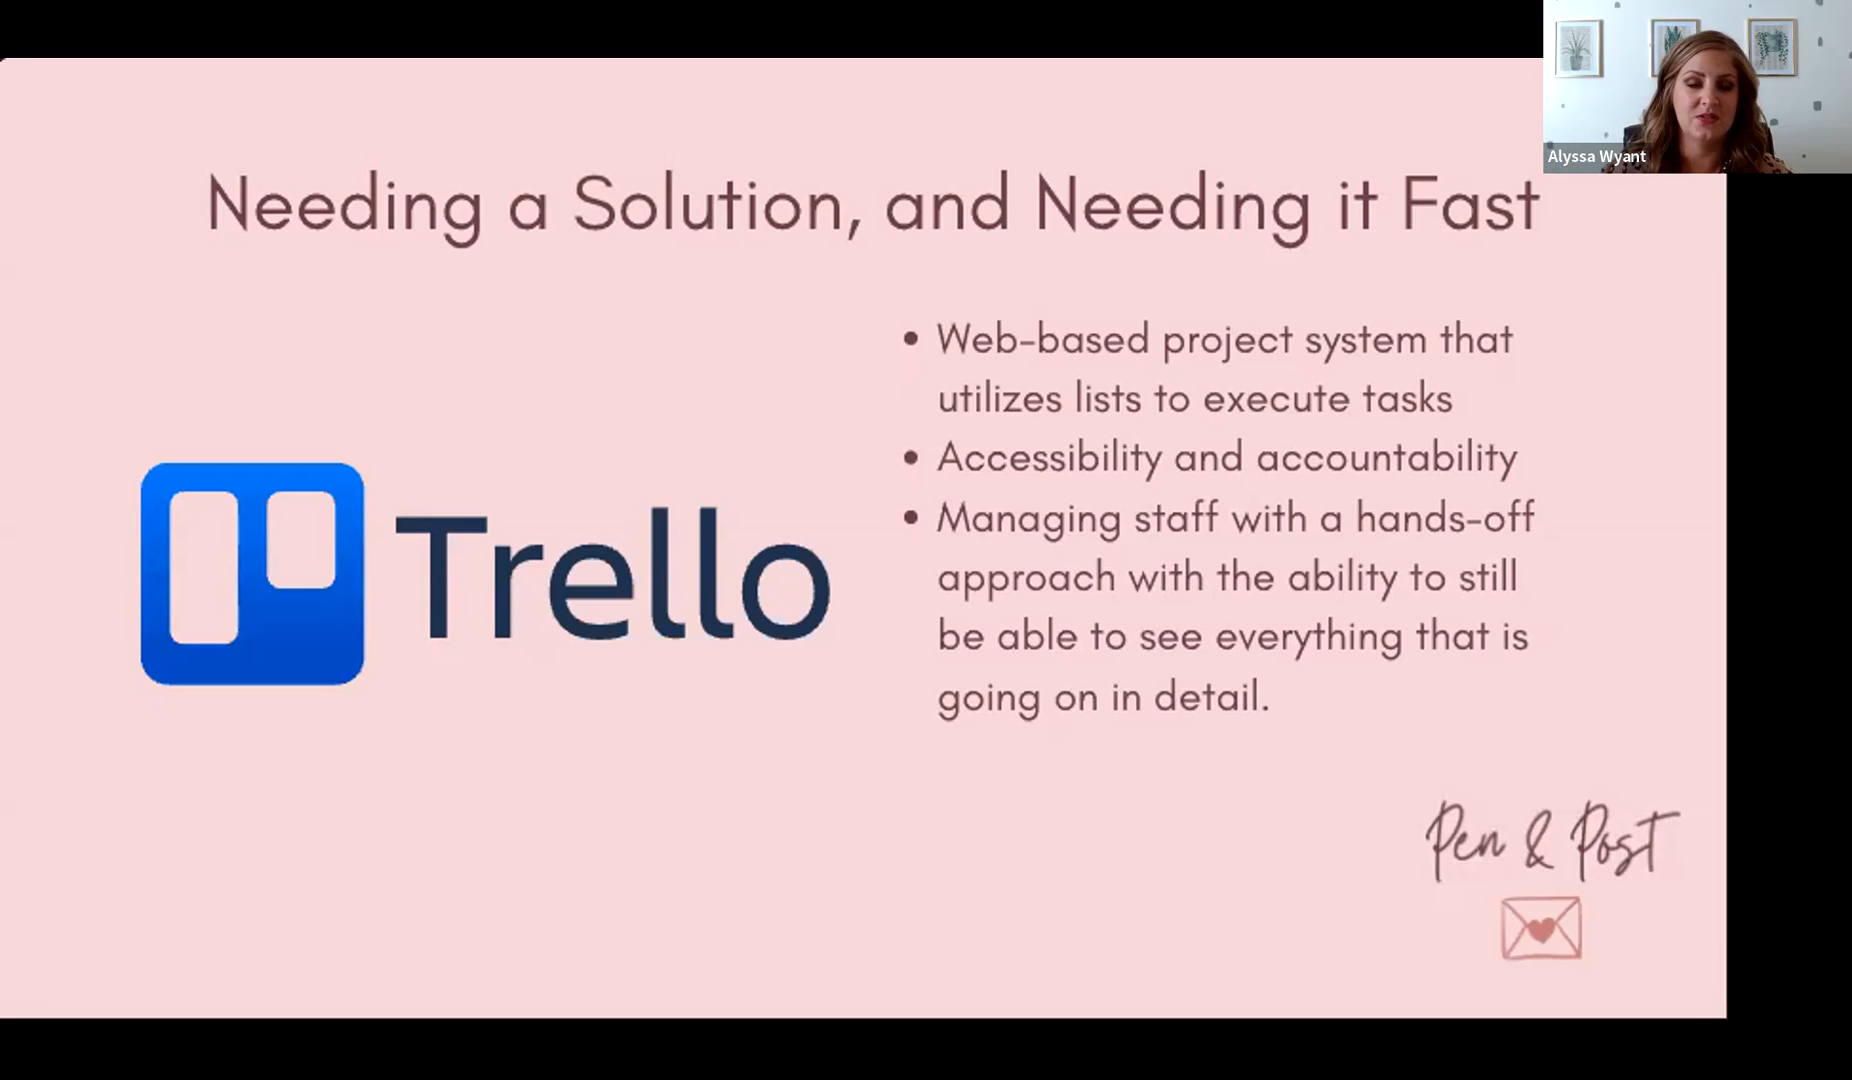 Alyssa Wyant
Needing a Solution, and Needing it Fast
Trello
• Web-based project system that
utilizes lists to execute tasks
• Accessibility and accountability
• Managing staff with a hands-off
approach with the ability to still
be able to see everything that is
going on in detail.
Pen & Post